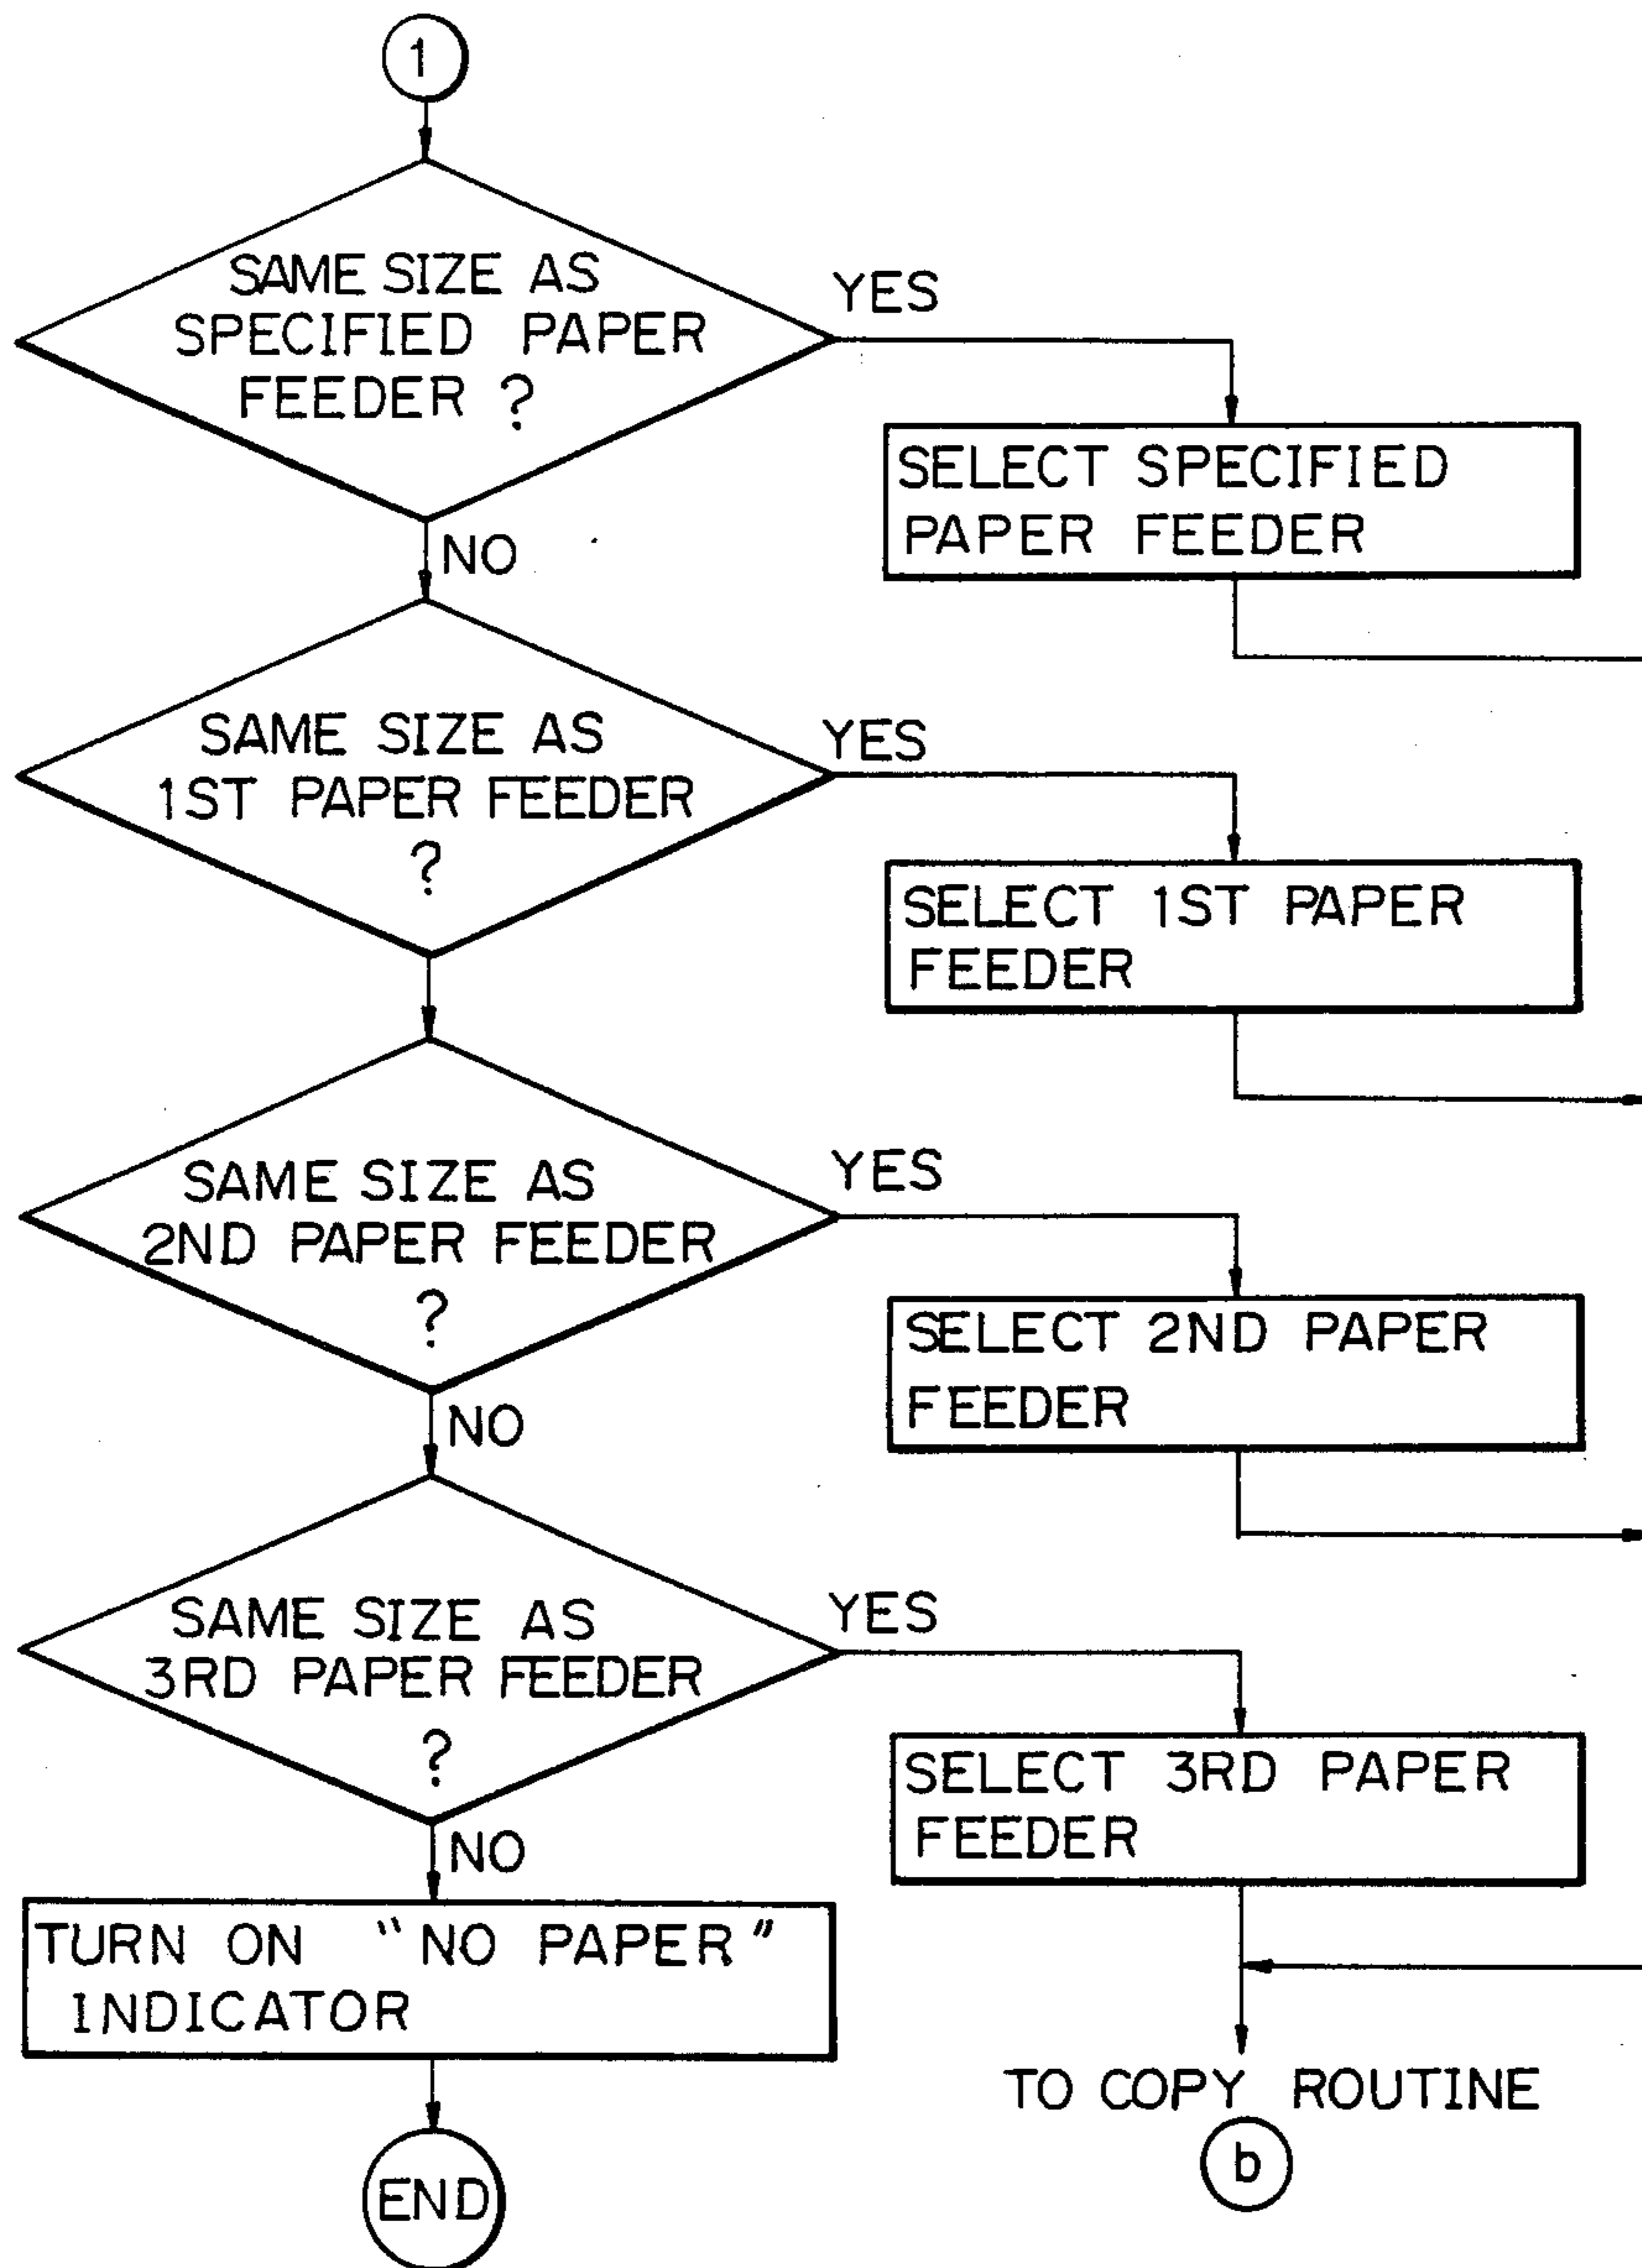 1
SAME SIZE AS
SPECIFIED PAPER
FEEDER ?
YES
SELECT SPECIFIED
PAPER FEEDER
NO
SAME SIZE AS
1ST PAPER FEEDER
?
YES
SELECT 1ST PAPER
FEEDER
SAME SIZE AS
2ND PAPER FEEDER
?
YES
SELECT 2ND PAPER
FEEDER
NO
SAME SIZE AS
3RD PAPER FEEDER
?
YES
SELECT 3RD PAPER
FEEDER
NO
TURN ON "NO PAPER"
INDICATOR
END
TO COPY ROUTINE
b